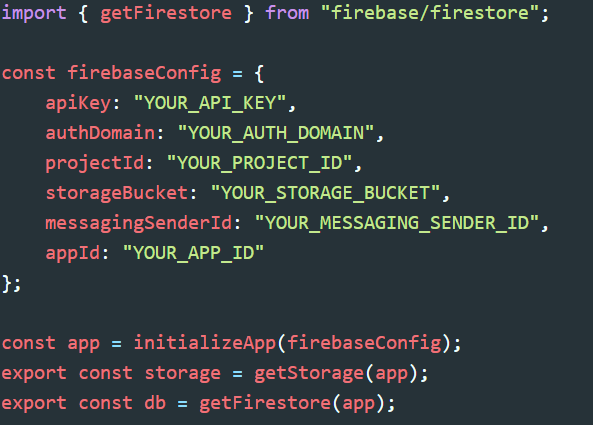 import { getFirestore } from "firebase/firestore";
const firebaseConfig = {
    apiKey: "YOUR_API_KEY",
    authDomain: "YOUR_AUTH_DOMAIN",
    projectId: "YOUR_PROJECT_ID",
    storageBucket: "YOUR_STORAGE_BUCKET",
    messagingSenderId: "YOUR_MESSAGING_SENDER_ID",
    appId: "YOUR_APP_ID"
};
const app = initializeApp(firebaseConfig);
export const storage = getStorage(app);
export const db = getFirestore(app);